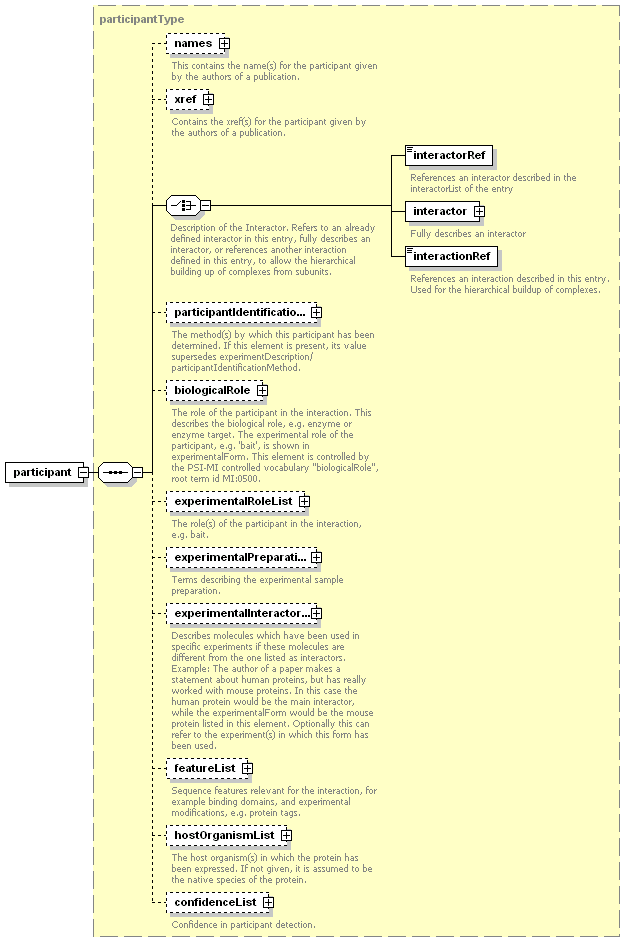 participantType
names
This contains the name(s) for the participant given
by the authors of a publication.
xref
Contains the xref(s) for the participant given by
the authors of a publication.
interactorRef
References an interactor described in the
interactorList of the entry
interactor
Fully describes an interactor
interactionRef
References an interaction described in this entry.
Used for the hierarchical buildup of complexes.
Description of the Interactor. Refers to an already
defined interactor in this entry, fully describes an
interactor, or references another interaction
defined in this entry, to allow the hierarchical
building up of complexes from subunits.
participantIdentificatio...
The method(s) by which this participant has been
determined. If this element is present, its value
supersedes experimentDescription/
participantIdentificationMethod.
biologicalRole
The role of the participant in the interaction. This
describes the biological role, e.g. enzyme or
enzyme target. The experimental role of the
participant, e.g. 'bait', is shown in
experimentalForm. This element is controlled by
the PSI-MI controlled vocabulary "biologicalRole",
root term id MI:0500.
participant
experimentalRoleList
The role(s) of the participant in the interaction,
e.g. bait.
experimentalPreparati...
Terms describing the experimental sample
preparation.
experimentalInteractor...
Describes molecules which have been used in
specific experiments if these molecules are
different from the one listed as interactors.
Example: The author of a paper makes a
statement about human proteins, but has really
worked with mouse proteins. In this case the
human protein would be the main interactor,
while the experimentalForm would be the mouse
protein listed in this element. Optionally this can
refer to the experiment(s) in which this form has
been used.
featureList
Sequence features relevant for the interaction, for
example binding domains, and experimental
modifications, e.g. protein tags.
hostOrganismList
The host organism(s) in which the protein has
been expressed. If not given, it is assumed to be
the native species of the protein.
confidenceList
Confidence in participant detection.